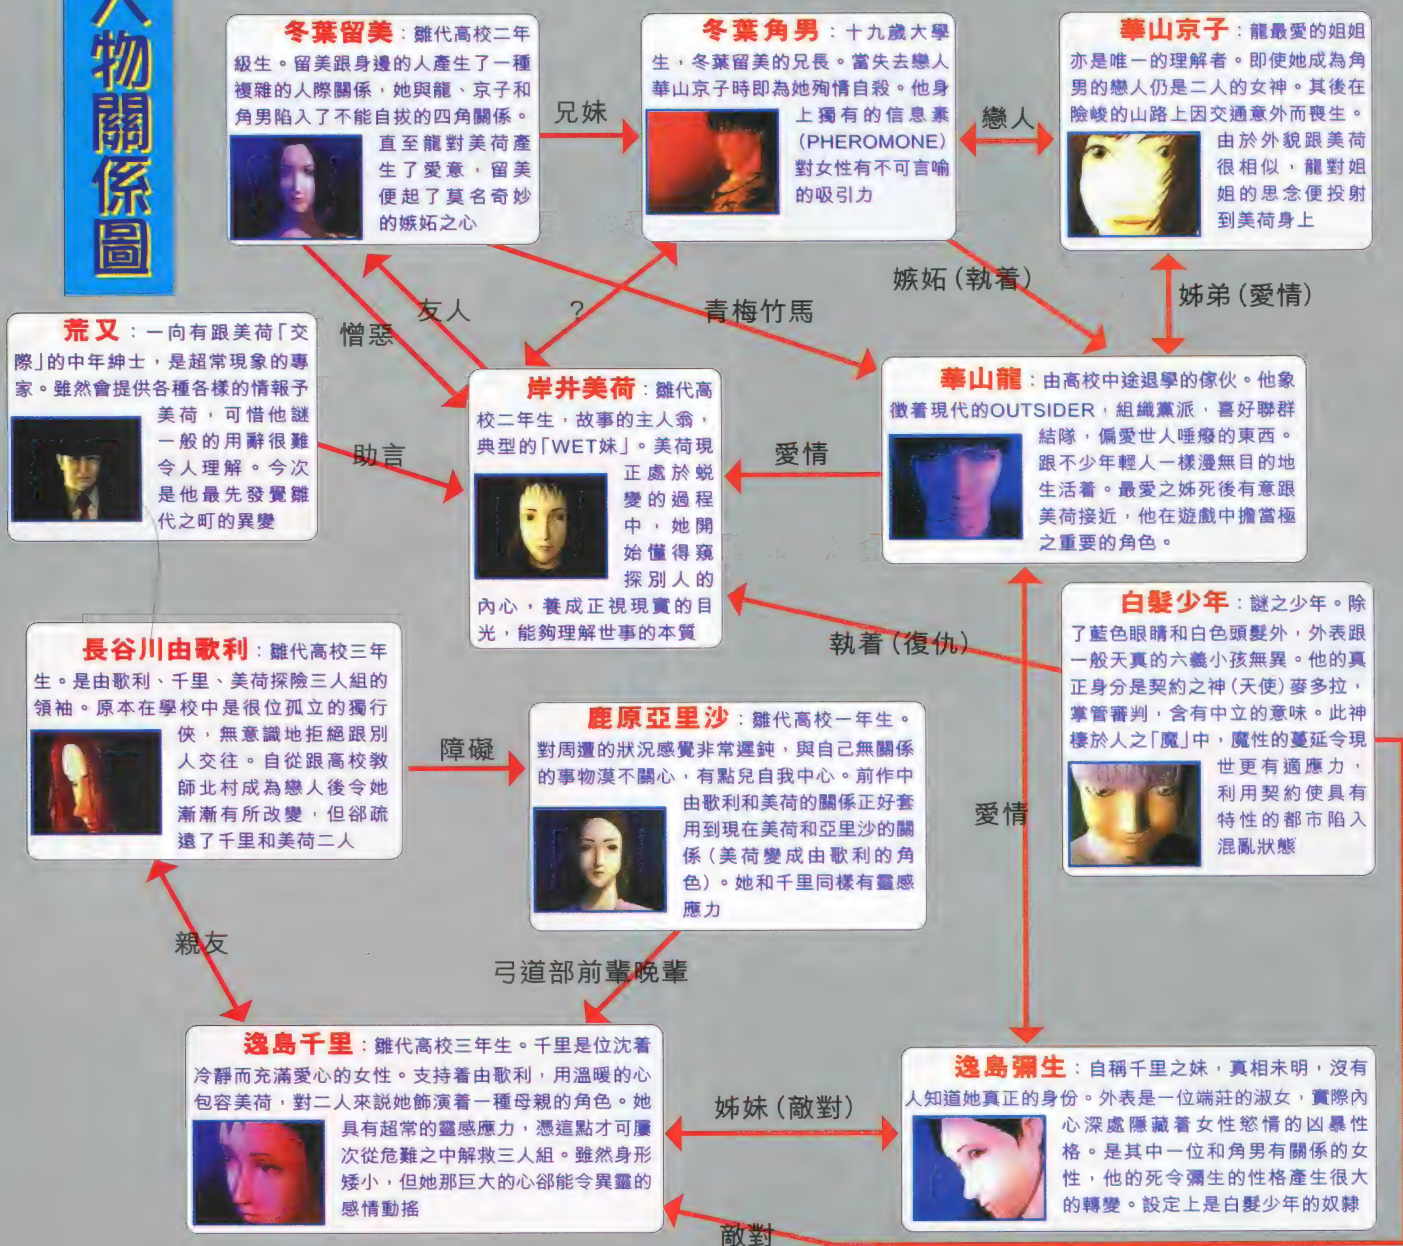 人物關係圖
冬葉留美：雛代高校二年
級生。留美跟身邊的人產生了一種
複雜的人際關係，她與龍、京子和
角男陷入了不能自拔的四角關係。
直至龍對美荷產
生了愛意，留美
便起了莫名奇妙
的嫉妬之心
兄妹
冬葉角男：十九歲大學
生，冬葉留美的兄長。當失去戀人
華山京子時即為她殉情自殺。他身
上獨有的信息素
(PHEROMONE)
對女性有不可言喻
的吸引力
戀人
華山京子：龍最愛的姐姐
亦是唯一的理解者。即使她成為角
男的戀人仍是二人的女神。其後在
險峻的山路上因交通意外而喪生。
由於外貌跟美荷
很相似，龍對姐
姐的思念便投射
到美荷身上
憎惡
友人
?
青梅竹馬
嫉妬(執着)
姊弟(愛情)
荒又：一向有跟美荷「交
際」的中年紳士，是超常現象的專
家。雖然會提供各種各樣的情報予
美荷，可惜他謎
一般的用辭很難
令人理解。今次
是他最先發覺雛
代之町的異變
助言
岸井美荷：雛代高
校二年生，故事的主人翁，
典型的「WET妹」。美荷現
正處於蛻
變的過程
中，她開
始懂得窺
探別人的
內心，養成正視現實的目
光，能夠理解世事的本質
愛情
華山龍：由高校中途退學的傢伙。他象
徵着現代的OUTSIDER，組織黨派，喜好聯群
結隊，偏愛世人唾癈的東西。
跟不少年輕人一樣漫無目的地
生活着。最愛之姊死後有意跟
美荷接近，他在遊戲中擔當極
之重要的角色。
執着(復仇)
白髮少年：謎之少年。除
了藍色眼睛和白色頭髮外，外表跟
一般天真的六義小孩無異。他的真
正身分是契約之神(天使)麥多拉，
掌管審判，含有中立的意味。此神
棲於人之「魔」中，魔性的蔓延令現
世更有適應力，
利用契約使具有
特性的都市陷入
混亂狀態
長谷川由歌利：雛代高校三年
生。是由歌利、千里、美荷探險三人組的
領袖。原本在學校中是很位孤立的獨行
俠，無意識地拒絕跟別
人交往。自從跟高校教
師北村成為戀人後令她
漸漸有所改變，但郤疏
遠了千里和美荷二人
障礙
鹿原亞里沙：雛代高校一年生。
對周遭的狀況感覺非常遲鈍，與自己無關係
的事物漠不關心，有點兒自我中心。前作中
由歌利和美荷的關係正好套
用到現在美荷和亞里沙的關
係(美荷變成由歌利的角
色)。她和千里同樣有靈感
應力
愛情
親友
弓道部前輩晚輩
逸島千里：雛代高校三年生。千里是位沈着
冷靜而充滿愛心的女性。支持着由歌利，用溫暖的心
包容美荷，對二人來説她飾演着一種母親的角色。她
具有超常的靈感應力，憑這點才可屢
次從危難之中解救三人組。雖然身形
矮小，但她那巨大的心郤能令異靈的
感情動搖
姊妹(敵對)
逸島彌生：自稱千里之妹，真相未明，沒有
人知道她真正的身份。外表是一位端莊的淑女，實際內
心深處隱藏着女性慾情的凶暴性
格。是其中一位和角男有關係的女
性，他的死令彌生的性格產生很大
的轉變。設定上是白髮少年的奴隸
敵對